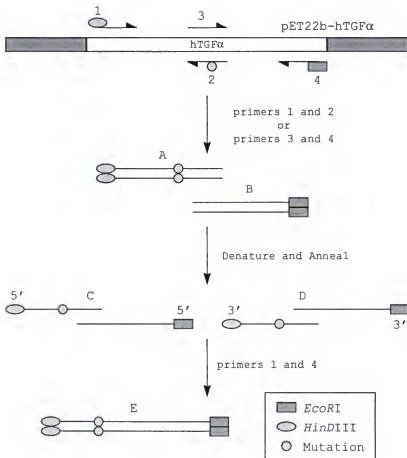 1
3
pET22b-hTGFα
hTGFα
2
4
primers 1 and 2
or
primers 3 and 4
A
B
Denature and Anneal
5'
C
5'
3'
D
3'
primers 1 and 4
E
EcoRI
HinDIII
Mutation